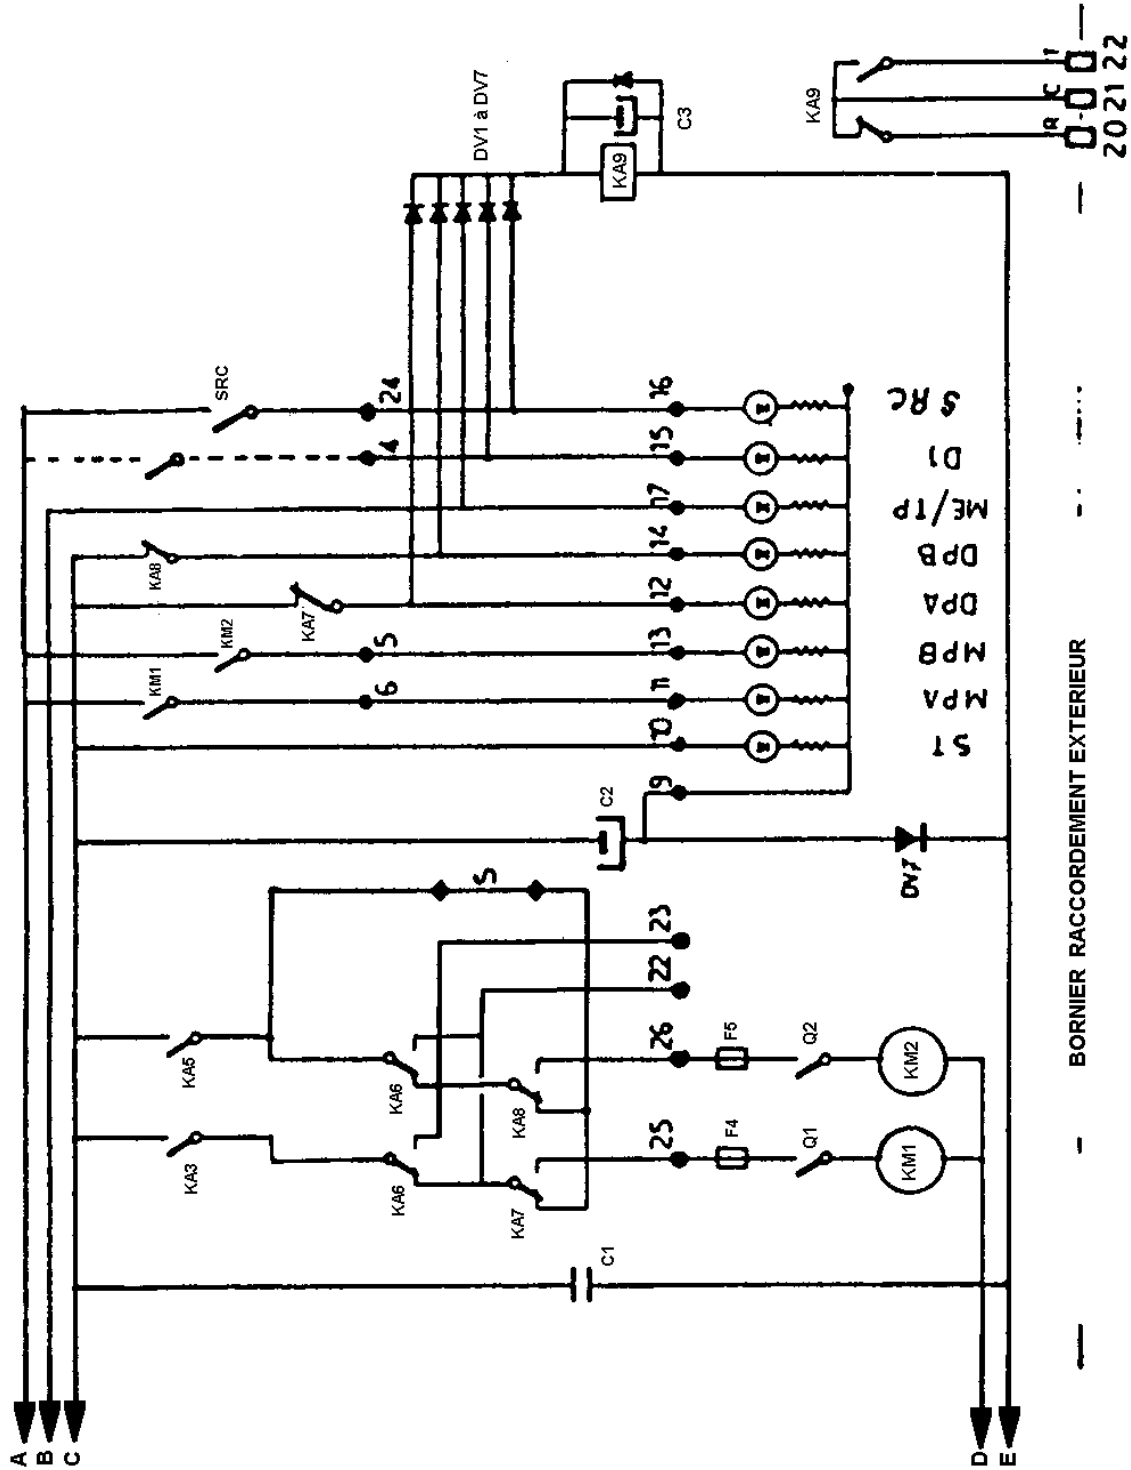 A
B
C
KM1
KA8
KA3
KA5
KM2
SRC
KA7
KA6
KA6
6
5
4
24
S
DV1 à DV7
KA7
KA8
C1
C2
KA9
25
26
22
23
9
10
11
13
12
14
17
15
16
C3
F4
F5
Q1
Q2
KA9
KM1
KM2
DV7
ST
MPA
MPB
DPA
DPB
ME/TP
D1
SRC
D
E
R
C
T
BORNIER RACCORDEMENT EXTERIEUR
20
21
22